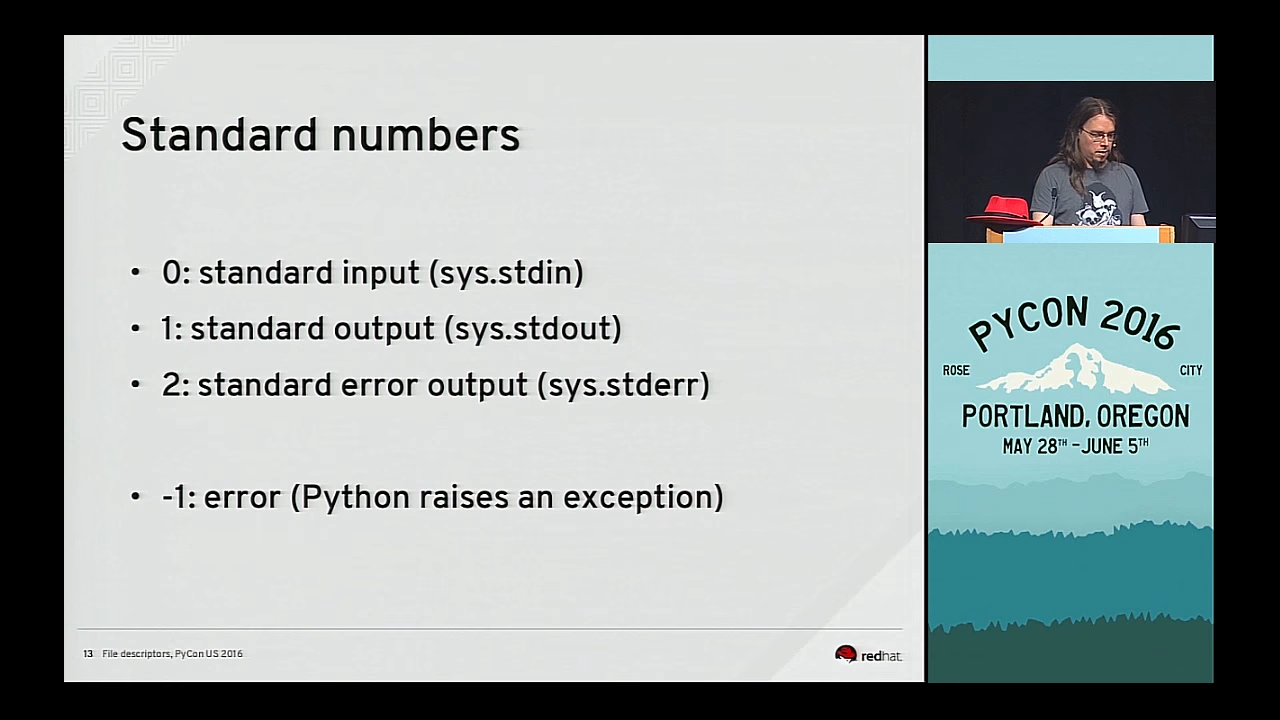 Standard numbers
• 0: standard input (sys.stdin)
• 1: standard output (sys.stdout)
• 2: standard error output (sys.stderr)
• -1: error (Python raises an exception)
13 File descriptors, PyCon US 2016
redhat.
PYCON 2016
ROSE CITY
PORTLAND, OREGON
MAY 28TH - JUNE 5TH